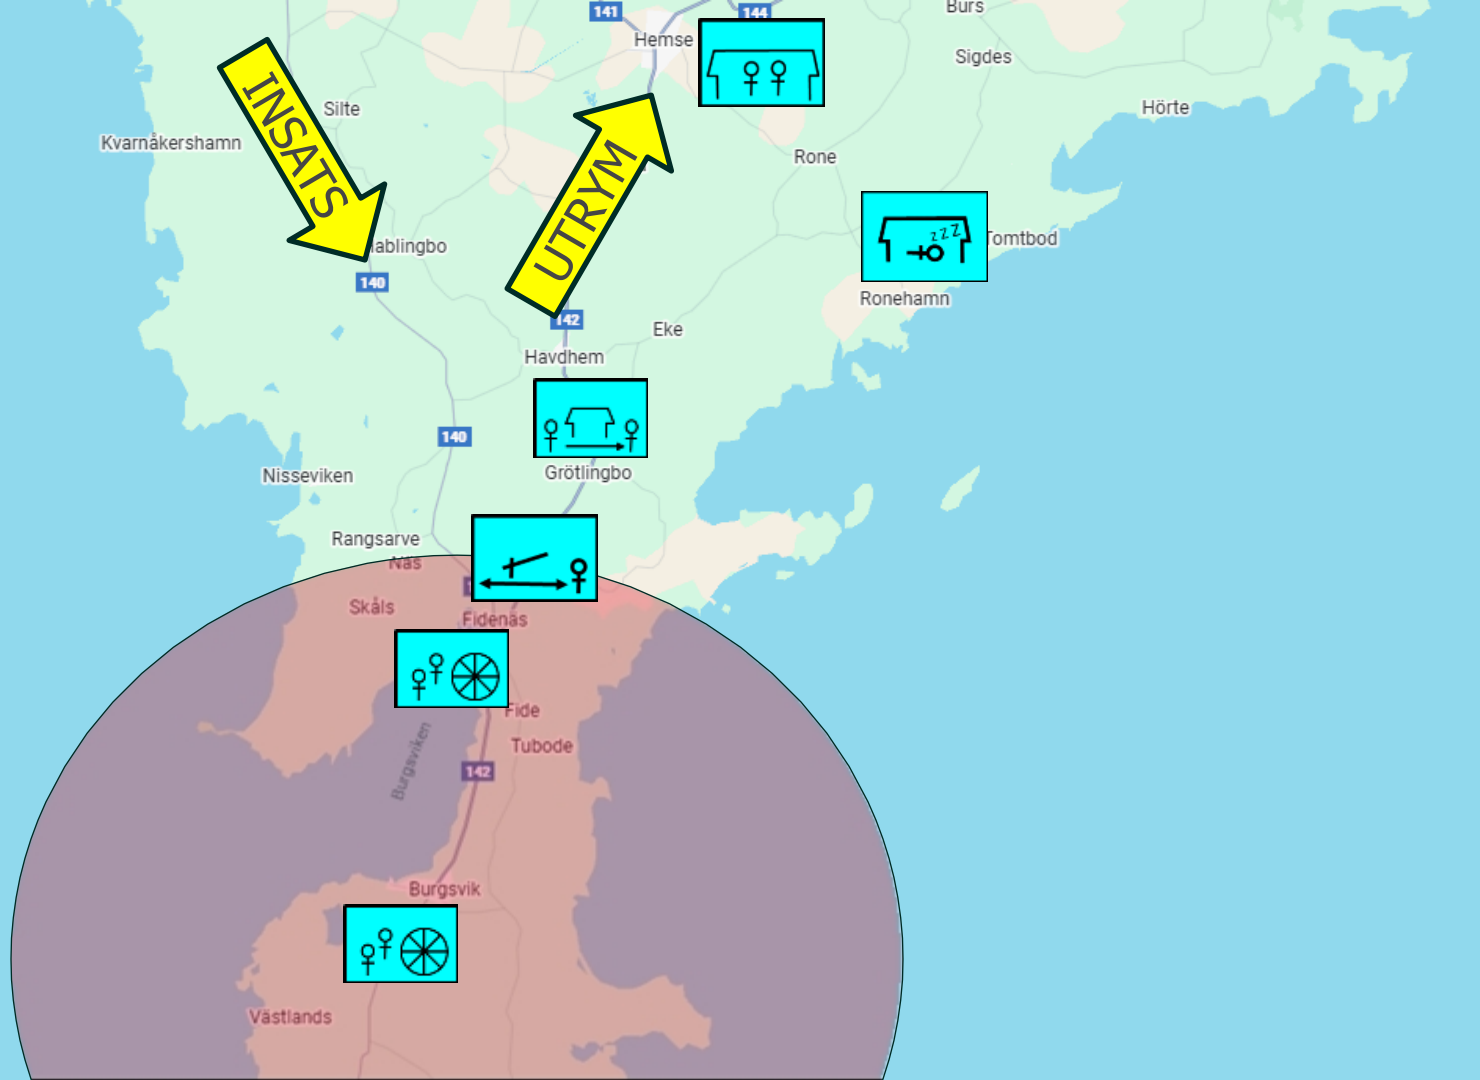 141
144
Burs
Hemse
Sigdes
INSATS
Silte
Hörte
Kvarnåkershamn
UTRYM
Rone
zzz
Tomtbod
ablingbo
140
Ronehamn
142
Eke
Havdhem
140
Grötlingbo
Nisseviken
Rangsarve
Näs
Skåls
Fidenäs
Fide
Tubode
Burgsviken
142
Burgsvik
Västlands